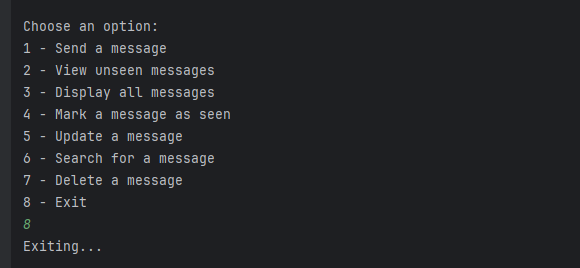 Choose an option:
1 - Send a message
2 - View unseen messages
3 - Display all messages
4 - Mark a message as seen
5 - Update a message
6 - Search for a message
7 - Delete a message
8 - Exit
8
Exiting...